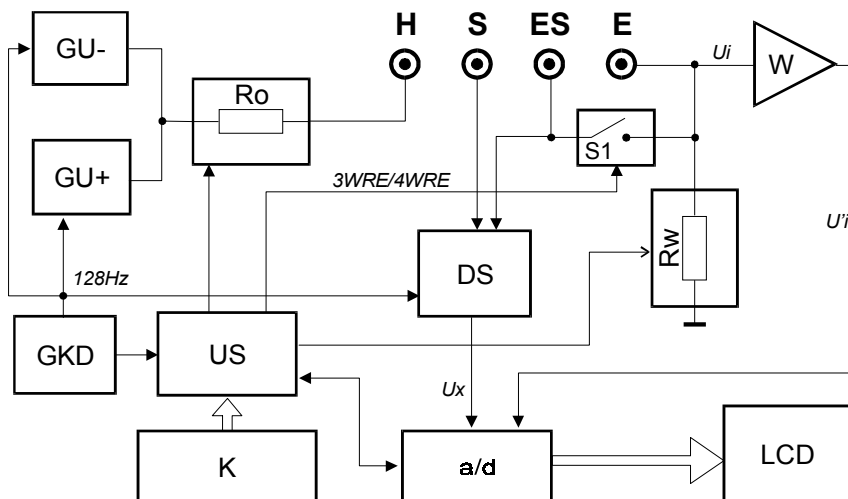 H S ES E
GU-
Ui
W
Ro
S1
GU+
3WRE/4WRE
U'i
Rw
128Hz
DS
GKD
US
Ux
K
a/d
LCD